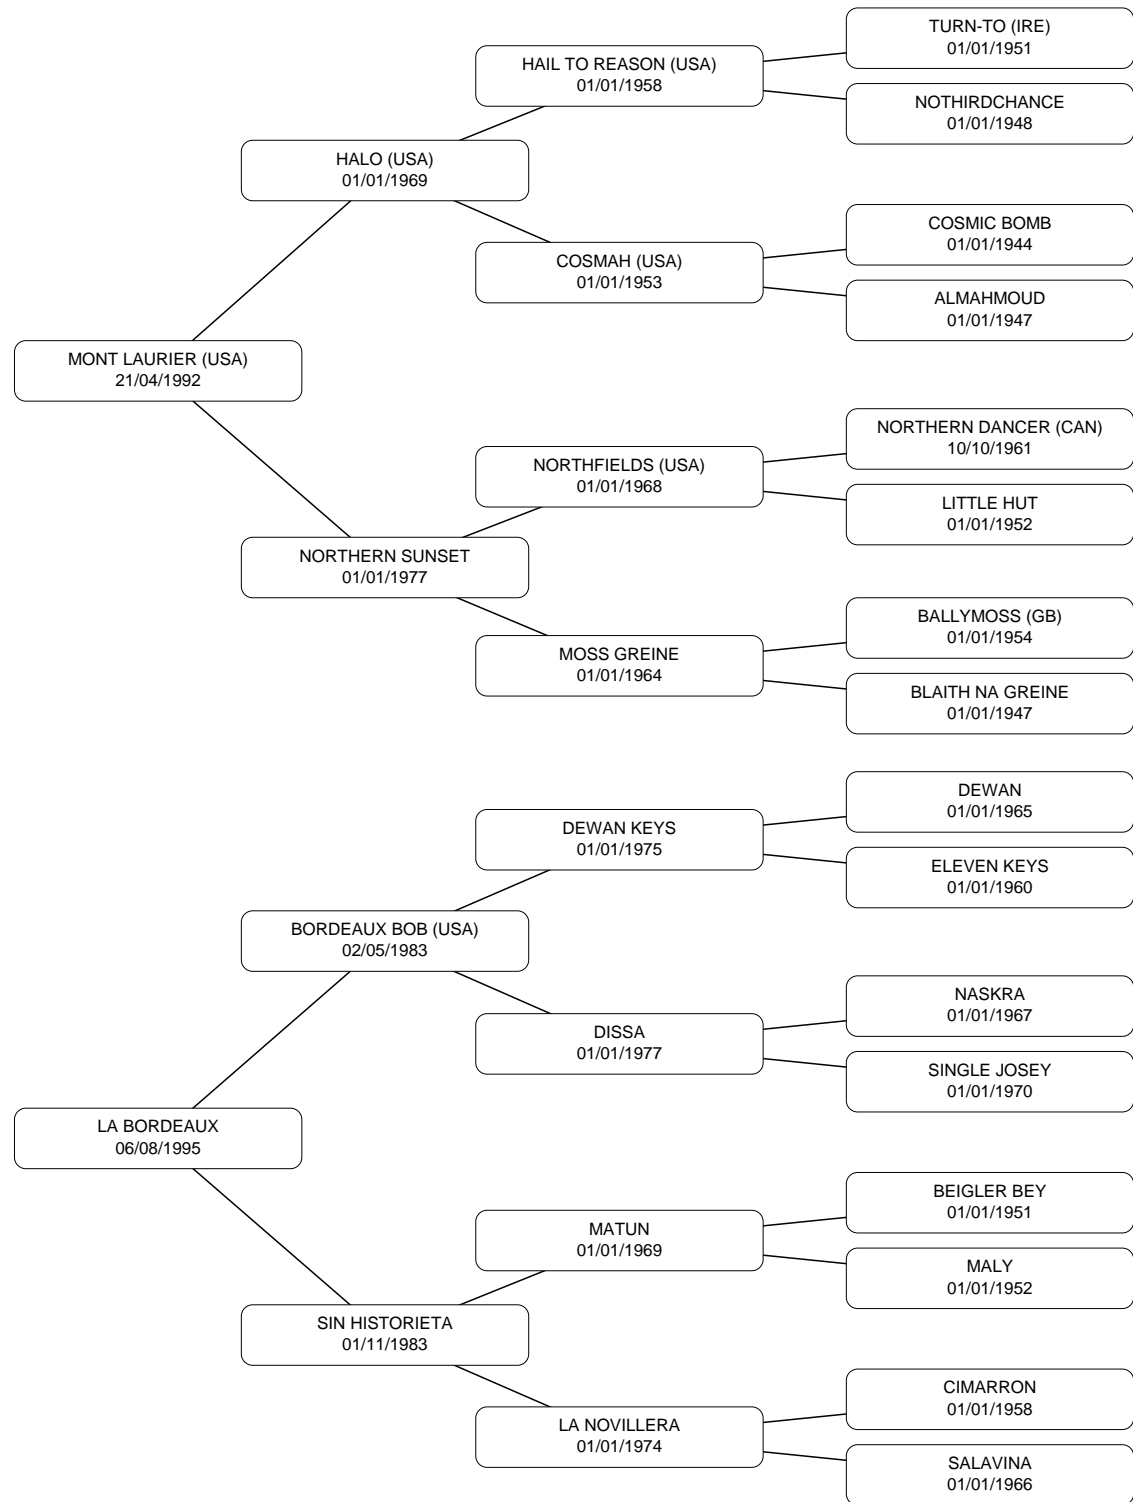 TURN-TO (IRE)
01/01/1951
HAIL TO REASON (USA)
01/01/1958
NOTHIRDCHANCE
01/01/1948
HALO (USA)
01/01/1969
COSMIC BOMB
01/01/1944
COSMAH (USA)
01/01/1953
ALMAHMOUD
01/01/1947
MONT LAURIER (USA)
21/04/1992
NORTHERN DANCER (CAN)
10/10/1961
NORTHFIELDS (USA)
01/01/1968
LITTLE HUT
01/01/1952
NORTHERN SUNSET
01/01/1977
BALLYMOSS (GB)
01/01/1954
MOSS GREINE
01/01/1964
BLAITH NA GREINE
01/01/1947
DEWAN
01/01/1965
DEWAN KEYS
01/01/1975
ELEVEN KEYS
01/01/1960
BORDEAUX BOB (USA)
02/05/1983
NASKRA
01/01/1967
DISSA
01/01/1977
SINGLE JOSEY
01/01/1970
LA BORDEAUX
06/08/1995
BEIGLER BEY
01/01/1951
MATUN
01/01/1969
MALY
01/01/1952
SIN HISTORIETA
01/11/1983
CIMARRON
01/01/1958
LA NOVILLERA
01/01/1974
SALAVINA
01/01/1966